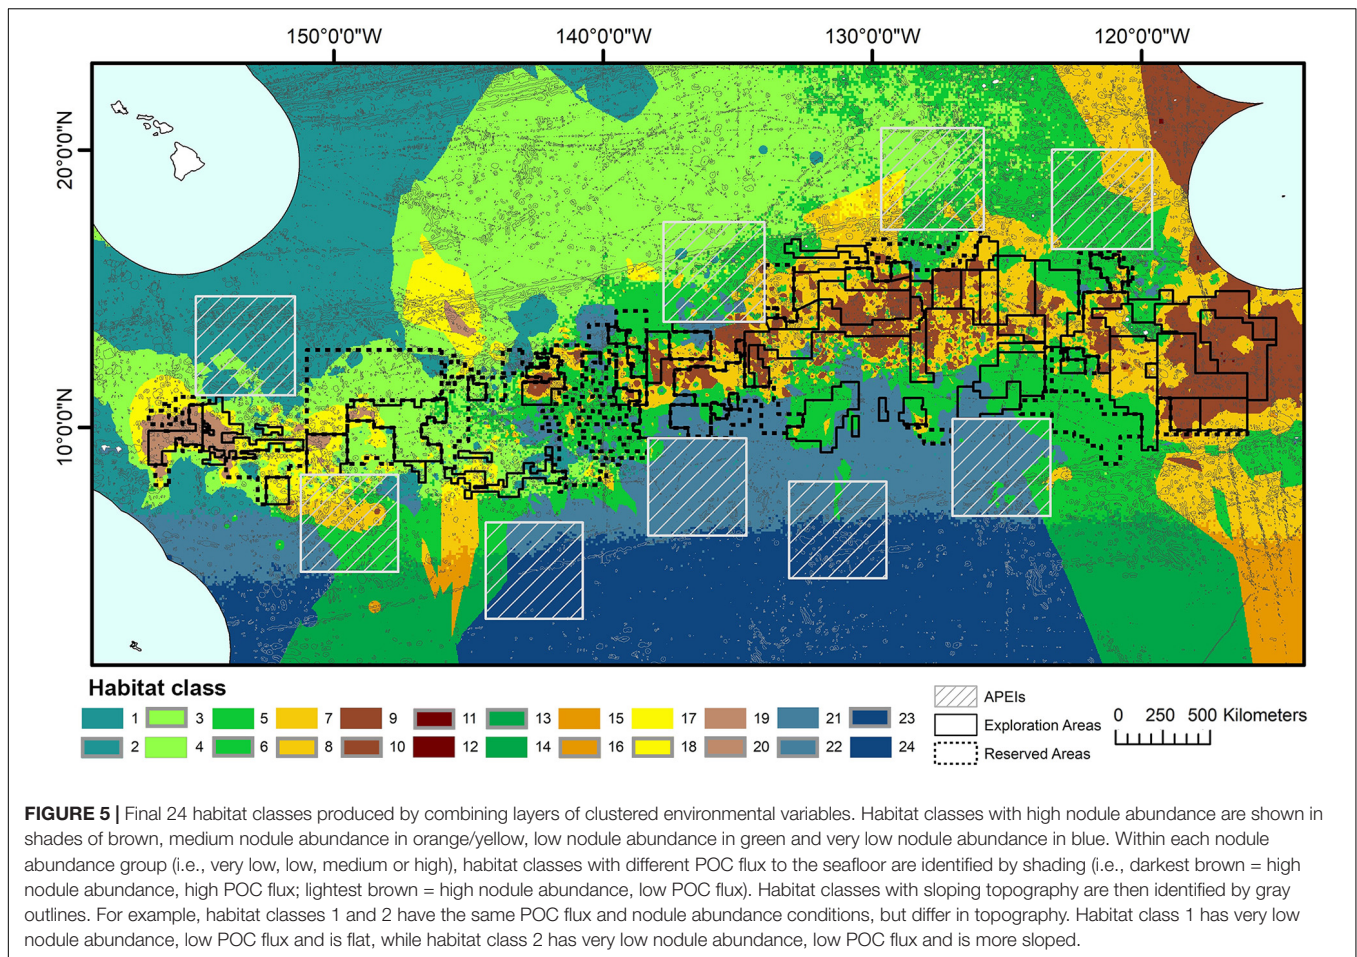 150°0'0"W 140°0'0"W 130°0'0"W 120°0'0"W
20°0'0"N
10°0'0"N
Habitat class
1 3 5 7 9 11 13 15 17 19 21 23
2 4 6 8 10 12 14 16 18 20 22 24
APEIs
Exploration Areas
Reserved Areas
0 250 500 Kilometers
FIGURE 5 | Final 24 habitat classes produced by combining layers of clustered environmental variables. Habitat classes with high nodule abundance are shown in
shades of brown, medium nodule abundance in orange/yellow, low nodule abundance in green and very low nodule abundance in blue. Within each nodule
abundance group (i.e., very low, low, medium or high), habitat classes with different POC flux to the seafloor are identified by shading (i.e., darkest brown = high
nodule abundance, high POC flux; lightest brown = high nodule abundance, low POC flux). Habitat classes with sloping topography are then identified by gray
outlines. For example, habitat classes 1 and 2 have the same POC flux and nodule abundance conditions, but differ in topography. Habitat class 1 has very low
nodule abundance, low POC flux and is flat, while habitat class 2 has very low nodule abundance, low POC flux and is more sloped.